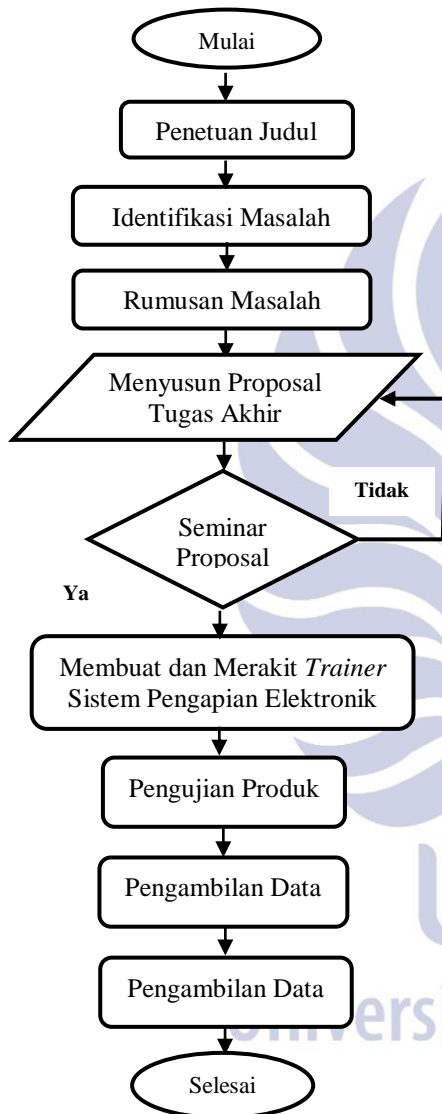 Mulai
Penetuan Judul
Identifikasi Masalah
Rumusan Masalah
Menyusun Proposal
Tugas Akhir
Tidak
Seminar
Proposal
Ya
Membuat dan Merakit Trainer
Sistem Pengapian Elektronik
Pengujian Produk
Pengambilan Data
Pengambilan Data
Selesai